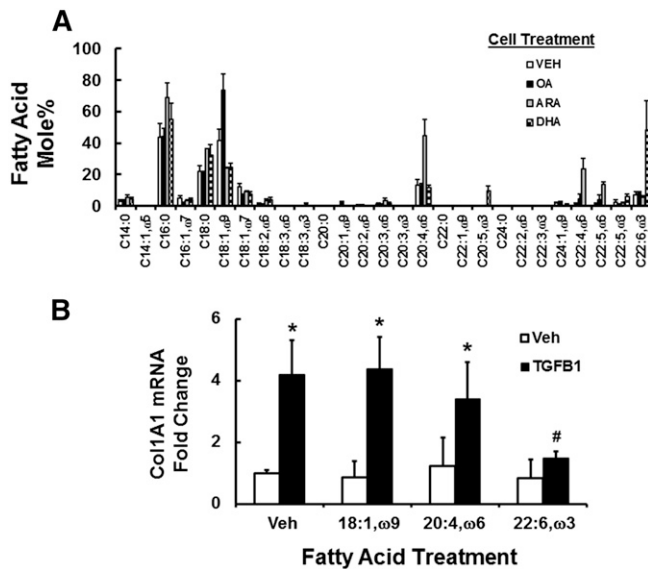 A
Cell Treatment
VEH
OA
ARA
DHA
Fatty Acid
Mole%
100
80
60
40
20
0
C14:0
C14:1,ω5
C16:0
C16:1,ω7
C18:0
C18:1,ω9
C18:1,ω7
C18:2,ω6
C18:3,ω6
C18:3,ω3
C20:0
C20:1,ω9
C20:2,ω6
C20:3,ω6
C20:4,ω6
C22:0
C22:1,ω9
C20:5,ω3
C24:0
C22:2,ω6
C22:3,ω3
C24:1,ω9
C22:4,ω6
C22:5,ω6
C22:5,ω3
C22:6,ω3
B
Col1A1 mRNA
Fold Change
6
4
2
0
* * * #
Veh
TGFB1
Veh 18:1,ω9 20:4,ω6 22:6,ω3
Fatty Acid Treatment